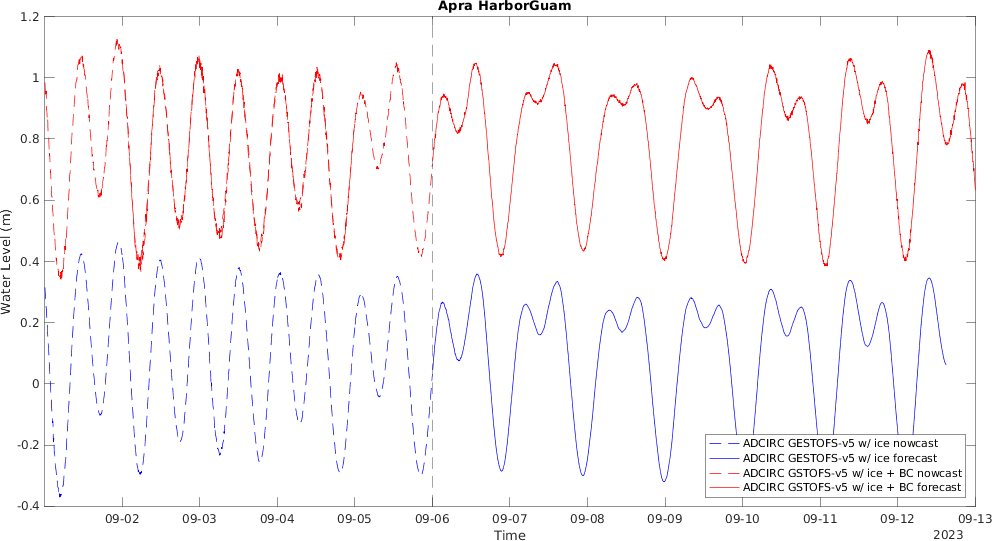 Apra HarborGuam
1.2
1
0.8
0.6
0.4
0.2
0
-0.2
-0.4
Water Level (m)
ADCIRC GESTOFS-v5 w/ ice nowcast
ADCIRC GESTOFS-v5 w/ ice forecast
ADCIRC GSTOFS-v5 w/ ice + BC nowcast
ADCIRC GSTOFS-v5 w/ ice + BC forecast
09-02 09-03 09-04 09-05 09-06 09-07 09-08 09-09 09-10 09-11 09-12 09-13
Time
2023